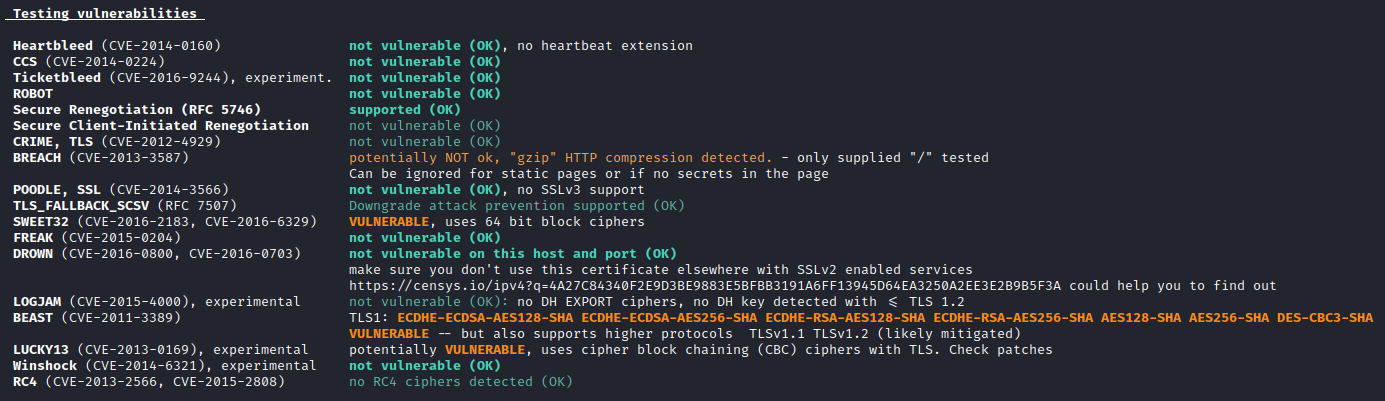 Testing vulnerabilities
Heartbleed (CVE-2014-0160) not vulnerable (OK), no heartbeat extension
CCS (CVE-2014-0224) not vulnerable (OK)
Ticketbleed (CVE-2016-9244), experiment. not vulnerable (OK)
ROBOT not vulnerable (OK)
Secure Renegotiation (RFC 5746) supported (OK)
Secure Client-Initiated Renegotiation not vulnerable (OK)
CRIME, TLS (CVE-2012-4929) not vulnerable (OK)
BREACH (CVE-2013-3587) potentially NOT ok, "gzip" HTTP compression detected. - only supplied "/" tested
Can be ignored for static pages or if no secrets in the page
POODLE, SSL (CVE-2014-3566) not vulnerable (OK), no SSLv3 support
TLS_FALLBACK_SCSV (RFC 7507) Downgrade attack prevention supported (OK)
SWEET32 (CVE-2016-2183, CVE-2016-6329) VULNERABLE, uses 64 bit block ciphers
FREAK (CVE-2015-0204) not vulnerable (OK)
DROWN (CVE-2016-0800, CVE-2016-0703) not vulnerable on this host and port (OK)
make sure you don't use this certificate elsewhere with SSLv2 enabled services
https://censys.io/ipv4?q=4A27C84340F2E9D3BE9883E5BFBB3191A6FF13945D64EA3250A2EE3E2B9B5F3A could help you to find out
LOGJAM (CVE-2015-4000), experimental not vulnerable (OK): no DH EXPORT ciphers, no DH key detected with <= TLS 1.2
BEAST (CVE-2011-3389) TLS1: ECDHE-ECDSA-AES128-SHA ECDHE-ECDSA-AES256-SHA ECDHE-RSA-AES128-SHA ECDHE-RSA-AES256-SHA AES128-SHA AES256-SHA DES-CBC3-SHA
VULNERABLE -- but also supports higher protocols  TLSv1.1 TLSv1.2 (likely mitigated)
LUCKY13 (CVE-2013-0169), experimental potentially VULNERABLE, uses cipher block chaining (CBC) ciphers with TLS. Check patches
Winshock (CVE-2014-6321), experimental not vulnerable (OK)
RC4 (CVE-2013-2566, CVE-2015-2808) no RC4 ciphers detected (OK)